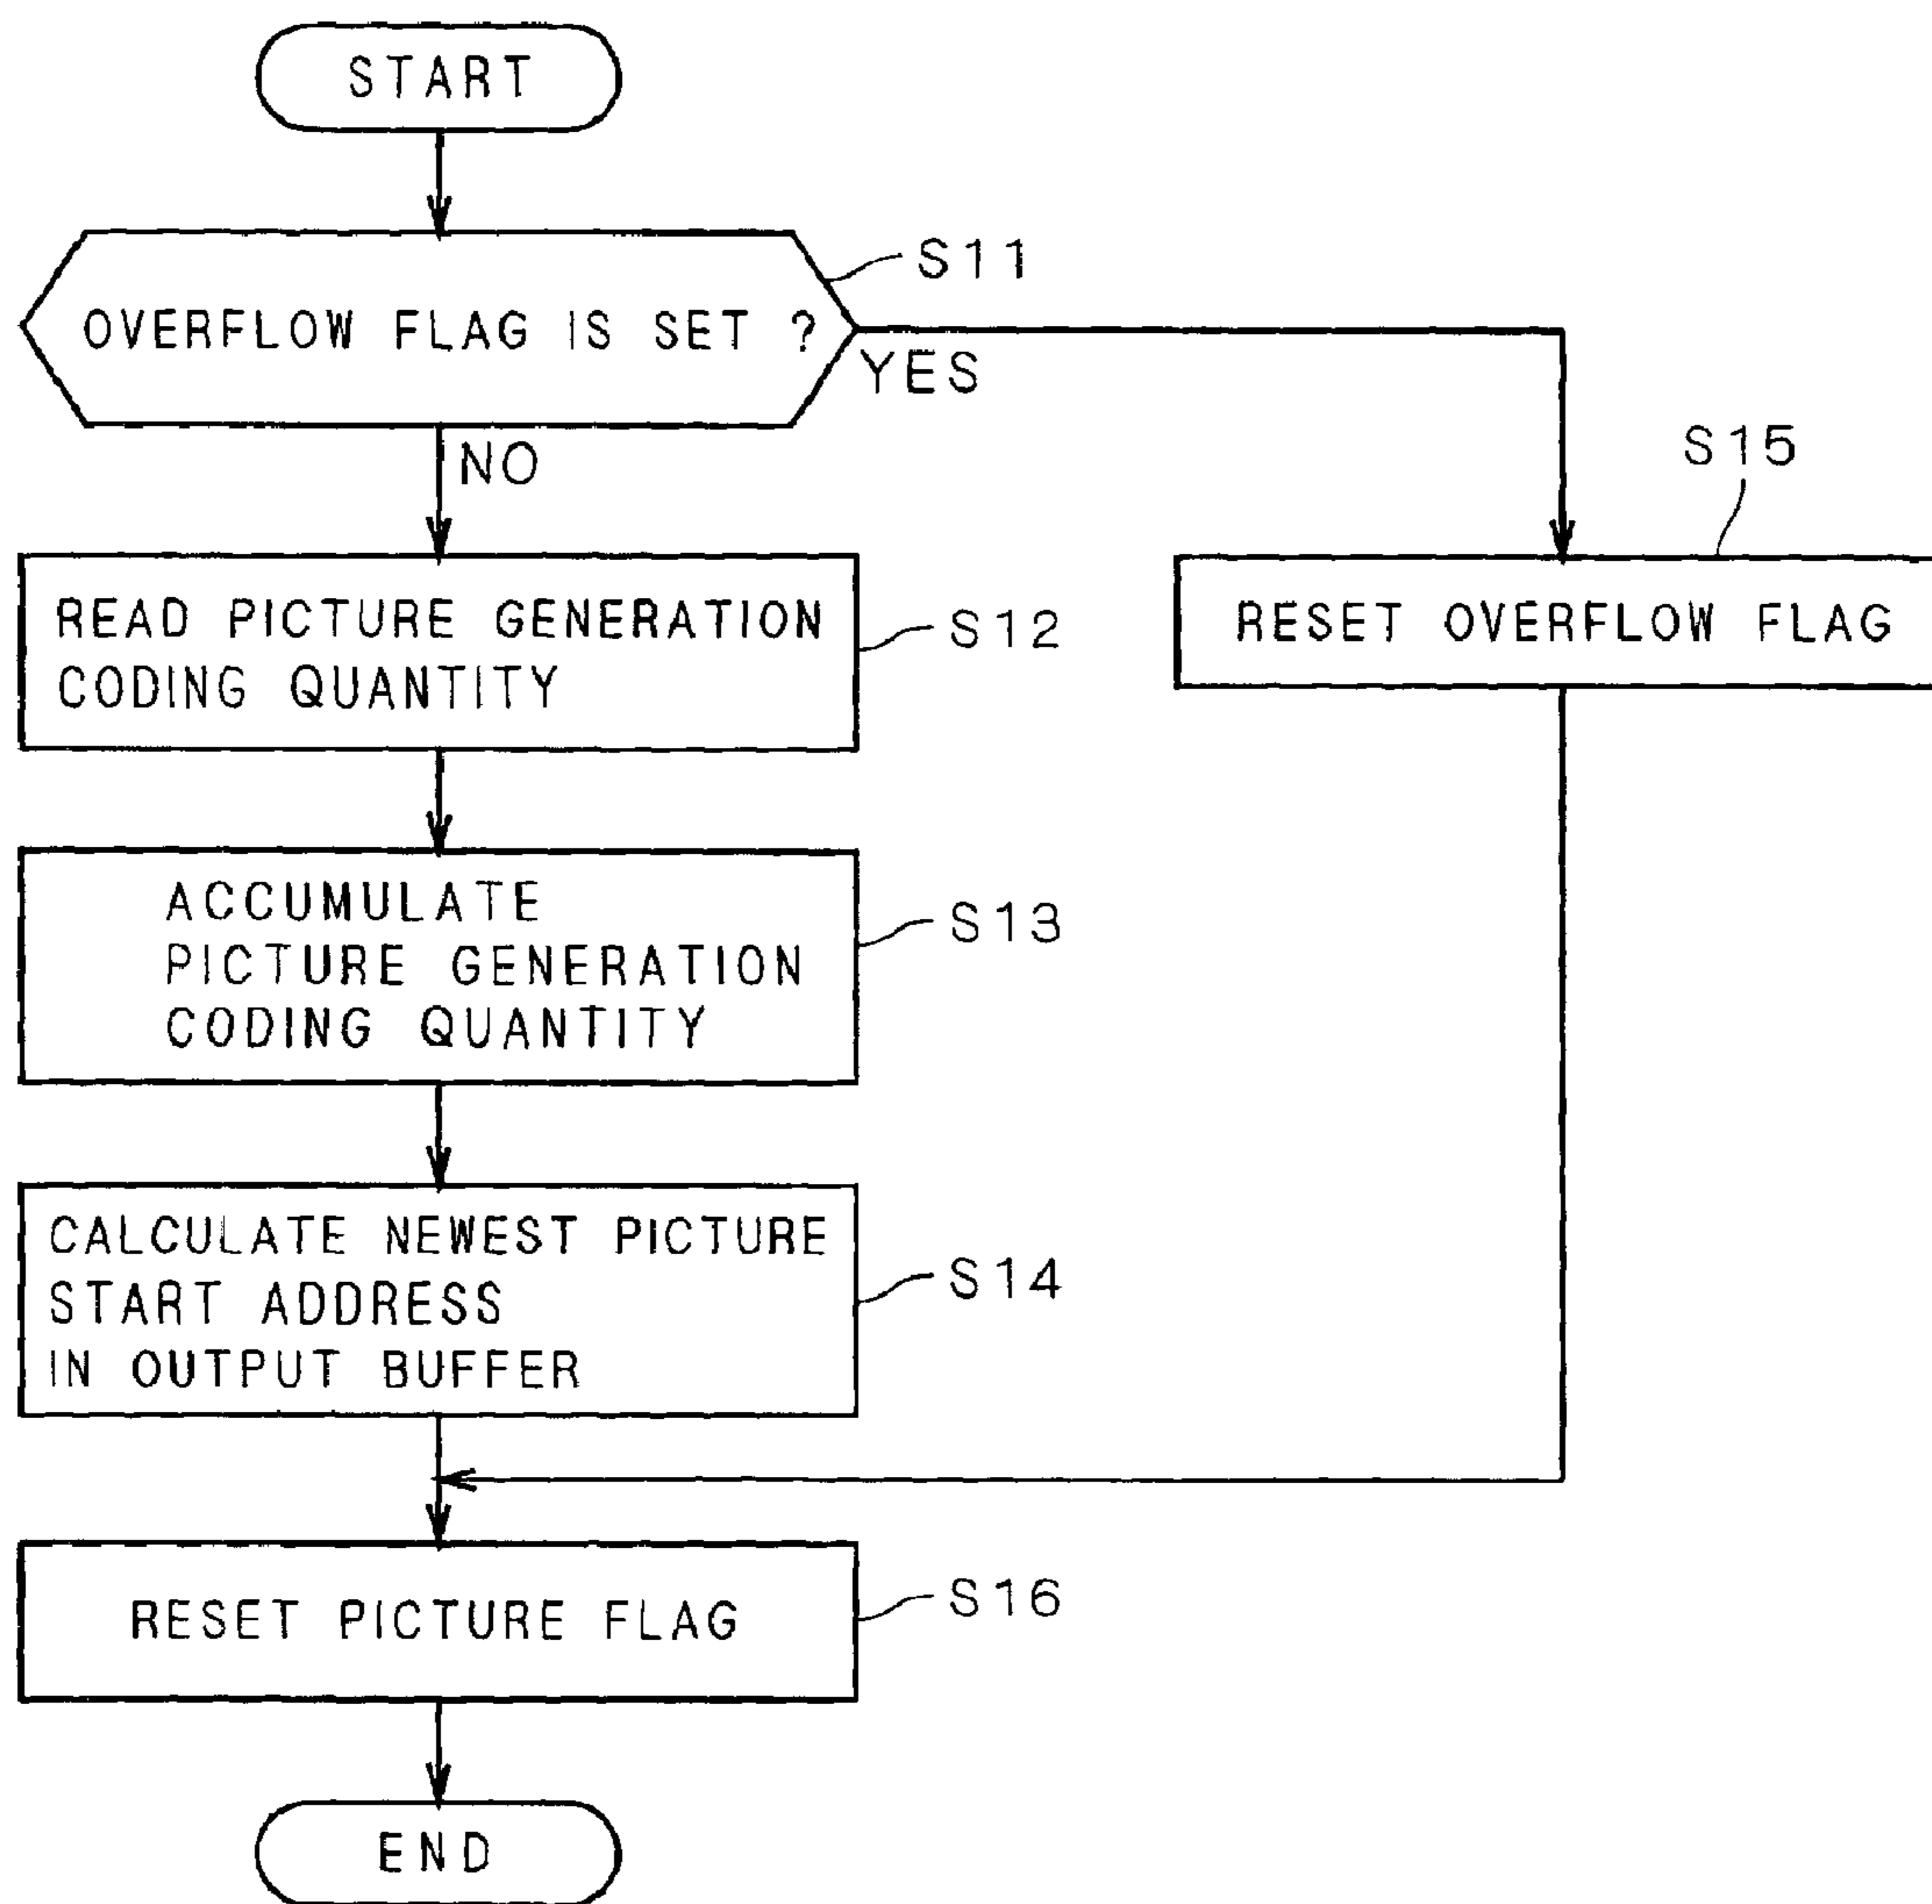 START
S11
OVERFLOW FLAG IS SET ?
YES
NO
S15
READ PICTURE GENERATION
CODING QUANTITY
S12
RESET OVERFLOW FLAG
ACCUMULATE
PICTURE GENERATION
CODING QUANTITY
S13
CALCULATE NEWEST PICTURE
START ADDRESS
IN OUTPUT BUFFER
S14
RESET PICTURE FLAG
S16
END